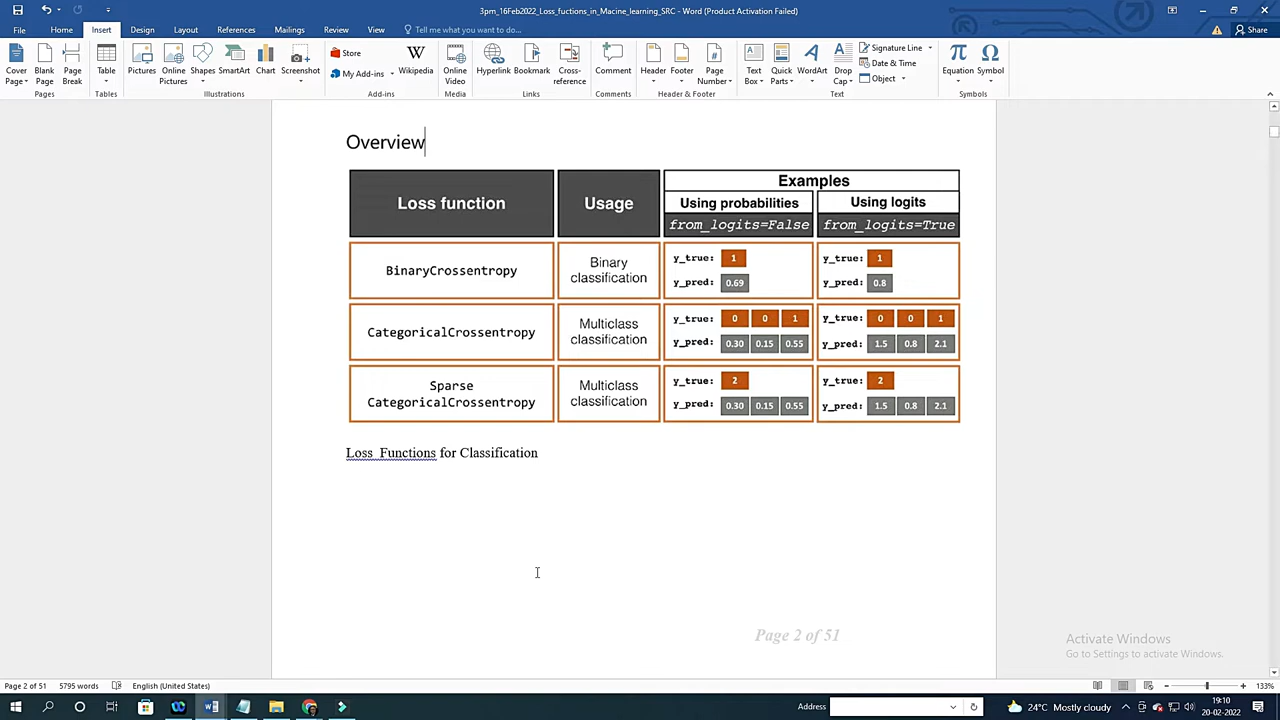 3pm_16Feb2022_Loss_fuctions_in_Macine_learning_SRC - Word (Product Activation Failed)
File Home Insert Design Layout References Mailings Review View Tell me what you want to do... Share
Cover Page Blank Page Page Break Table Pictures Online Pictures Shapes SmartArt Chart Screenshot Store My Add-ins Wikipedia Online Video Hyperlink Bookmark Cross-reference Comment Header Footer Page Number Text Box Quick Parts WordArt Drop Cap Signature Line Date & Time Object Equation Symbol
Pages Tables Illustrations Add-ins Media Links Comments Header & Footer Text Symbols
Overview
Loss function Usage Examples
Using probabilities Using logits
from_logits=False from_logits=True
BinaryCrossentropy Binary classification y_true: 1 y_true: 1
y_pred: 0.69 y_pred: 0.8
CategoricalCrossentropy Multiclass classification y_true: 0 0 1 y_true: 0 0 1
y_pred: 0.30 0.15 0.55 y_pred: 1.5 0.8 2.1
Sparse CategoricalCrossentropy Multiclass classification y_true: 2 y_true: 2
y_pred: 0.30 0.15 0.55 y_pred: 1.5 0.8 2.1
Loss Functions for Classification
Page 2 of 51
Activate Windows
Go to Settings to activate Windows.
Page 2 of 51 5795 words English (United States) 133%
Address 24°C Mostly cloudy 19:10
20-02-2022